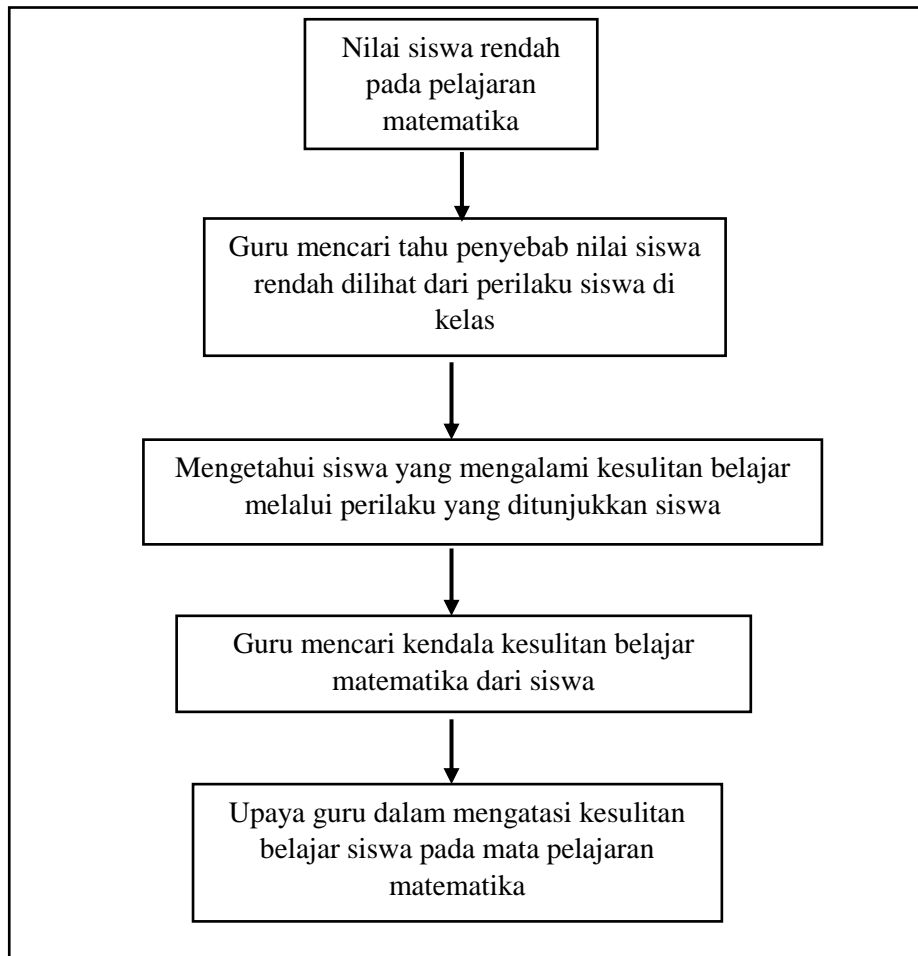 Nilai siswa rendah
pada pelajaran
matematika
Guru mencari tahu penyebab nilai siswa
rendah dilihat dari perilaku siswa di
kelas
Mengetahui siswa yang mengalami kesulitan belajar
melalui perilaku yang ditunjukkan siswa
Guru mencari kendala kesulitan belajar
matematika dari siswa
Upaya guru dalam mengatasi kesulitan
belajar siswa pada mata pelajaran
matematika